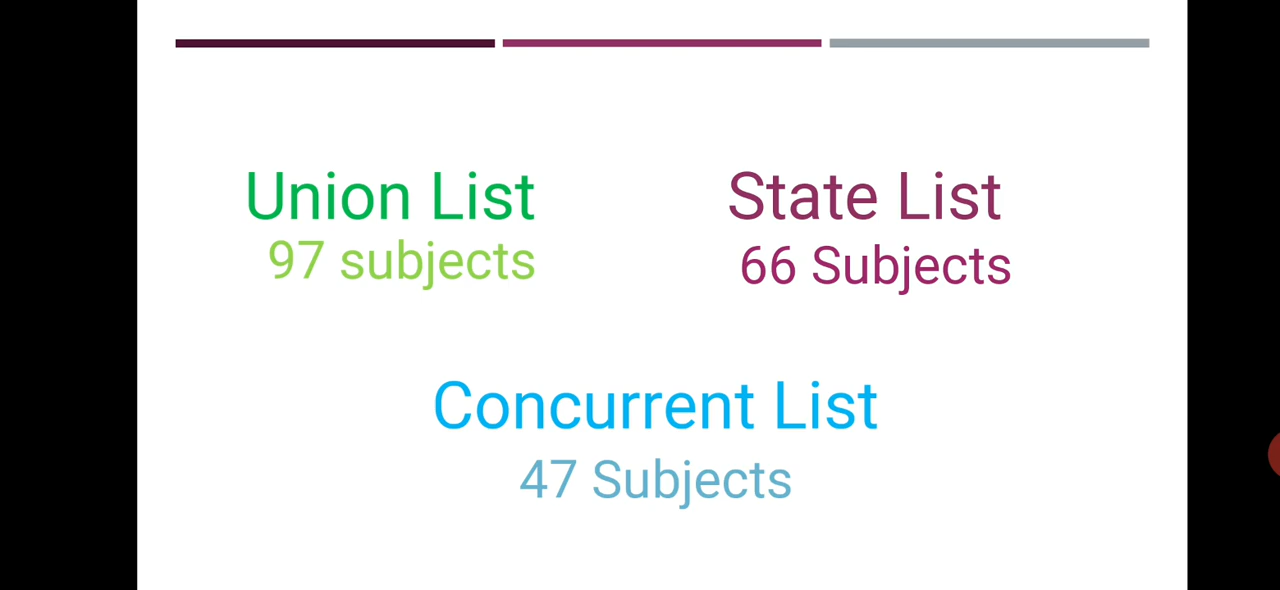 Union List
97 subjects
State List
66 Subjects
Concurrent List
47 Subjects